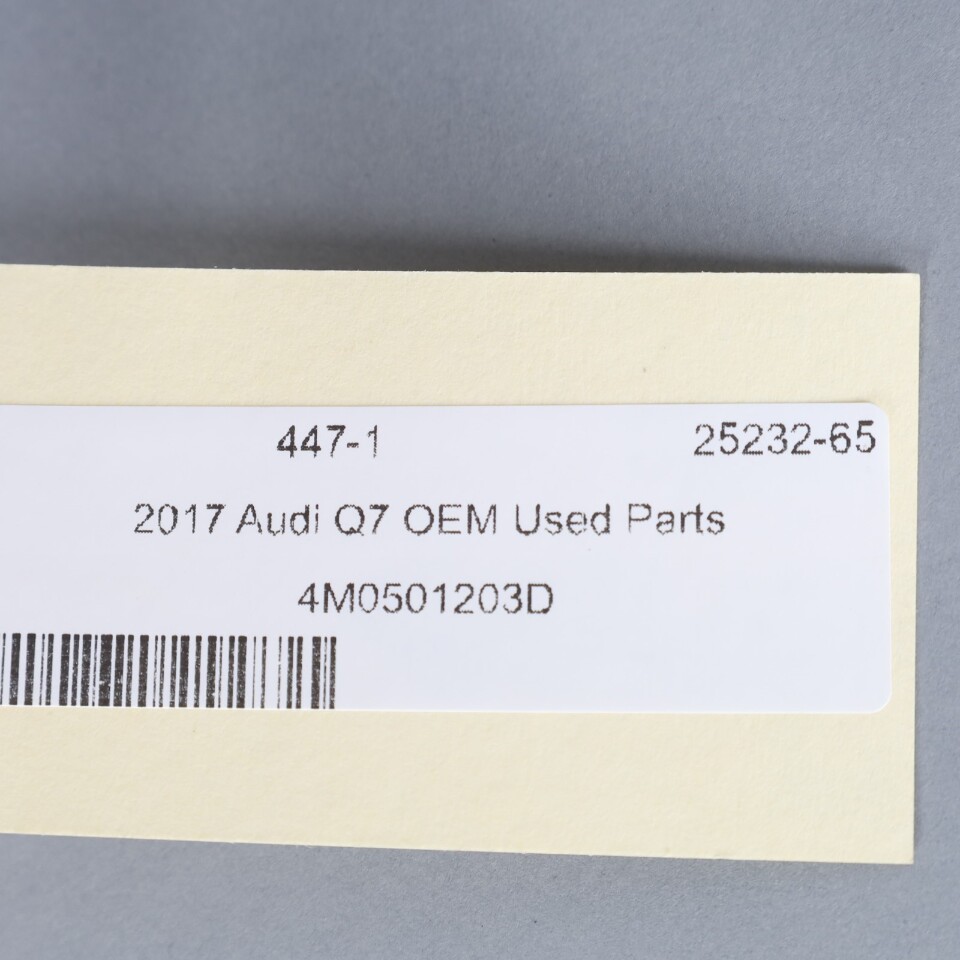 447-1 25232-65
2017 Audi Q7 OEM Used Parts
4M0501203D